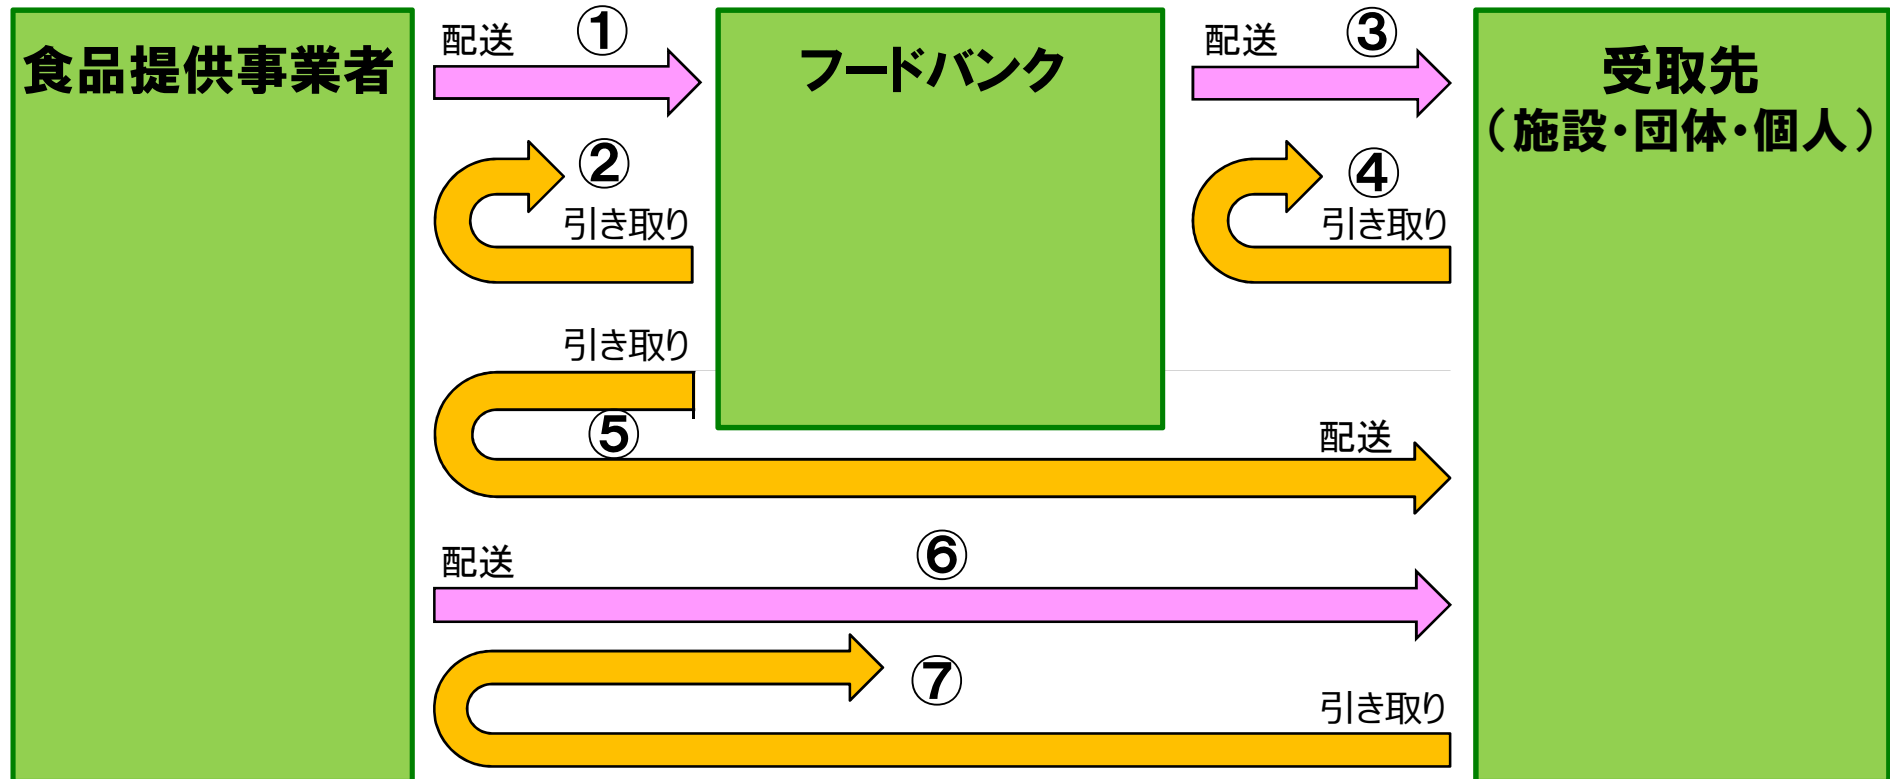 食品提供事業者
配送 ①
フードバンク
配送 ③
受取先
（施設・団体・個人）
②
引き取り
④
引き取り
引き取り
⑤
配送
配送
⑥
⑦
引き取り